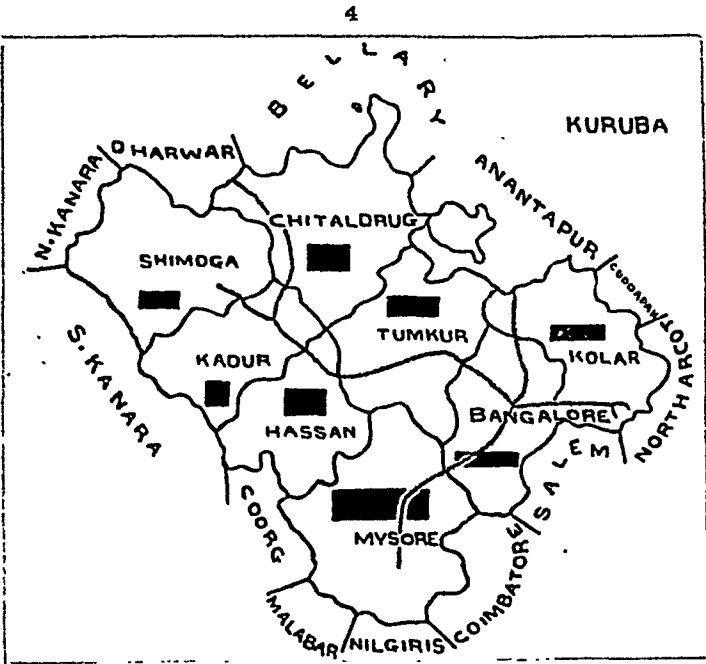 4
BELLARY
KURUBA
DHARWAR
N. KANARA
ANANTAPUR
CHITALDRUG
SHIMOGA
CUDDAPAH
TUMKUR
NORTH ARCOT
KOLAR
S. KANARA
KADUR
BANGALORE
HASSAN
SALEM
COORG
MYSORE
COIMBATORE
MALABAR
NILGIRIS